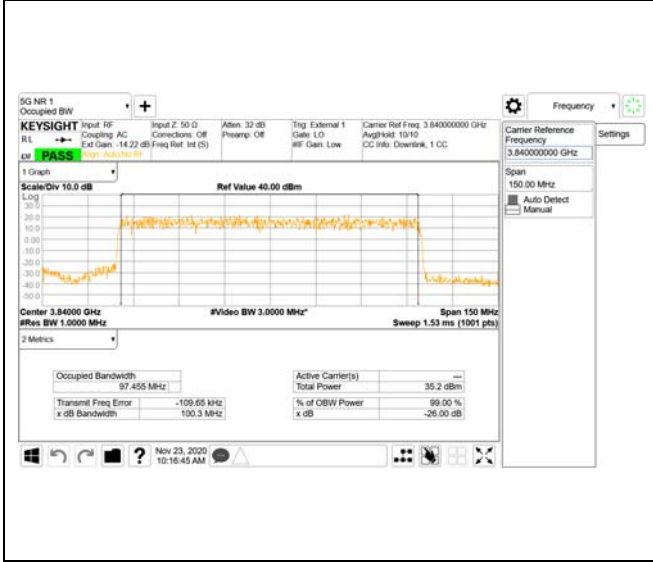 5G NR 1
Occupied BW
Frequency
KEYSIGHT
R L
PASS
Input: RF
Coupling: AC
Ext Gain: -14.22 dB
Align: Auto/No RF
Input Z: 50 Ω
Corrections: Off
Freq Ref: Int (S)
Atten: 32 dB
Preamp: Off
Trig: External 1
Gate: LO
#IF Gain: Low
Carrier Ref Freq: 3.840000000 GHz
Avg|Hold: 10/10
CC Info: Downlink, 1 CC
Carrier Reference
Frequency
3.840000000 GHz
Settings
Span
150.00 MHz
Auto Detect
Manual
1 Graph
Scale/Div 10.0 dB
Ref Value 40.00 dBm
Log
30.0
20.0
10.0
0.00
-10.0
-20.0
-30.0
-40.0
-50.0
Center 3.84000 GHz
#Video BW 3.0000 MHz*
Span 150 MHz
#Res BW 1.0000 MHz
Sweep 1.53 ms (1001 pts)
2 Metrics
Occupied Bandwidth
97.455 MHz
Active Carrier(s) ---
Total Power 35.2 dBm
Transmit Freq Error -109.65 kHz
x dB Bandwidth 100.3 MHz
% of OBW Power 99.00 %
x dB -26.00 dB
Nov 23, 2020
10:16:45 AM